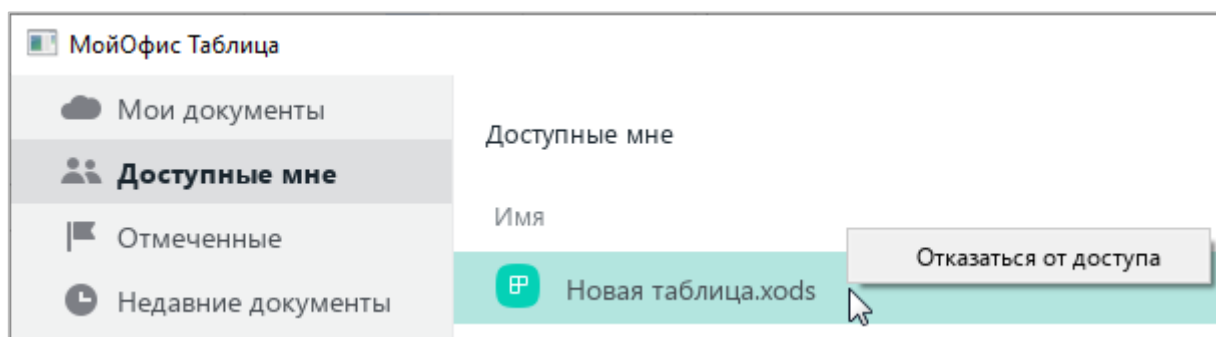 МойОфис Таблица
Мои документы
Доступные мне
Отмеченные
Недавние документы
Доступные мне
Имя
Новая таблица.xods
Отказаться от доступа